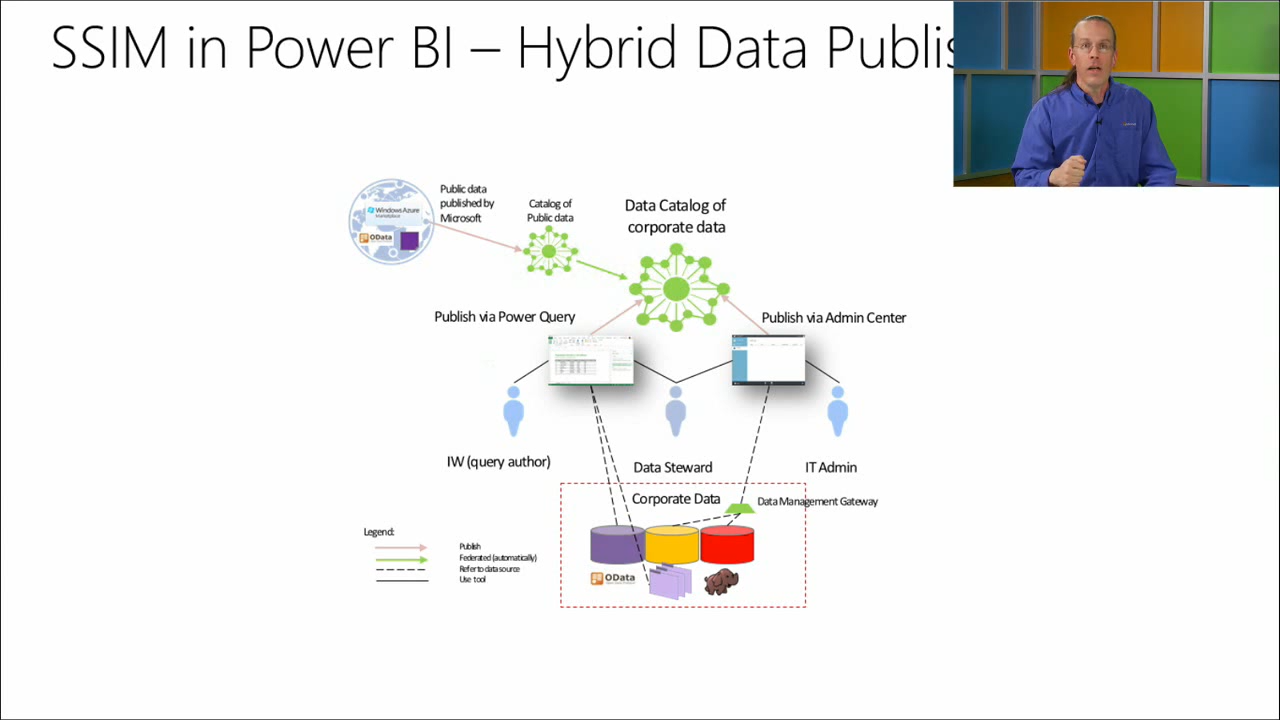 SSIM in Power BI – Hybrid Data Publis
Public data
published by
Microsoft
Catalog of
Public data
Data Catalog of
corporate data
Windows Azure
Marketplace
OData
Publish via Power Query
Publish via Admin Center
IW (query author)
Data Steward
IT Admin
Corporate Data
Data Management Gateway
Legend:
Publish
Federated (automatically)
Refer to data source
Use tool
OData